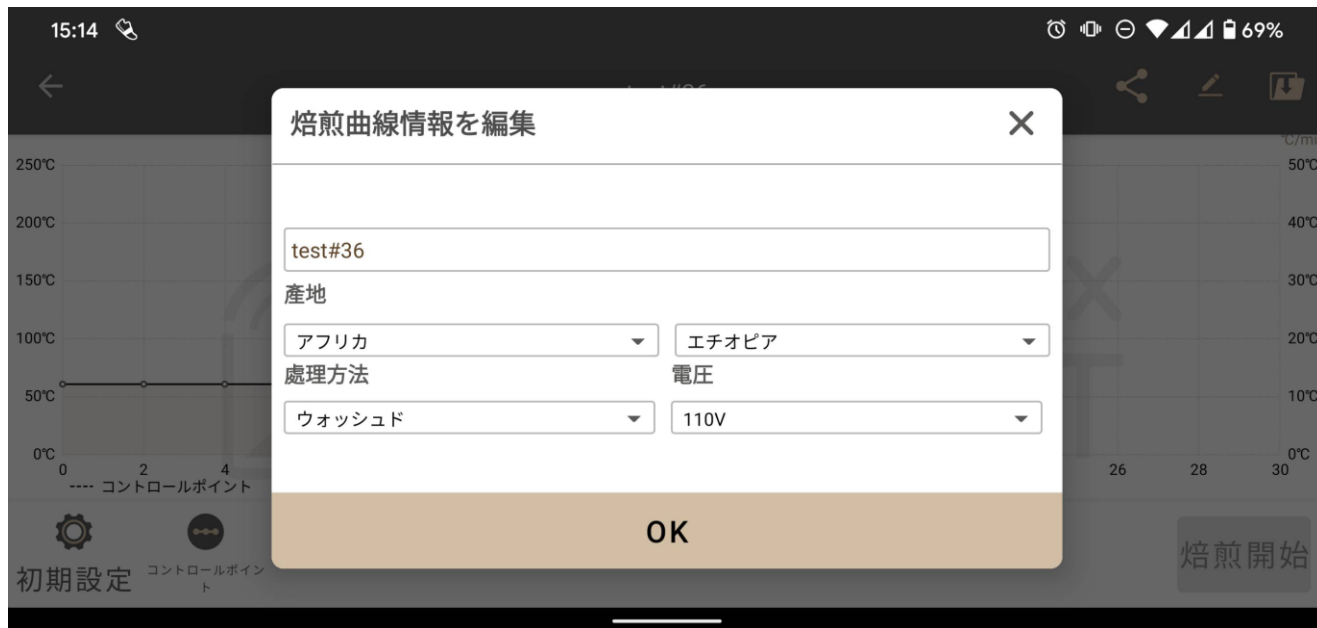 15:14
69%
焙煎曲線情報を編集
test#36
產地
アフリカ
エチオピア
處理方法
電圧
ウォッシュド
110V
OK
250℃
200℃
150℃
100℃
50℃
0℃
0 2 4
---- コントロールポイント
50℃
40℃
30℃
20℃
10℃
0℃
26 28 30
初期設定
コントロールポイン
ト
焙煎開始